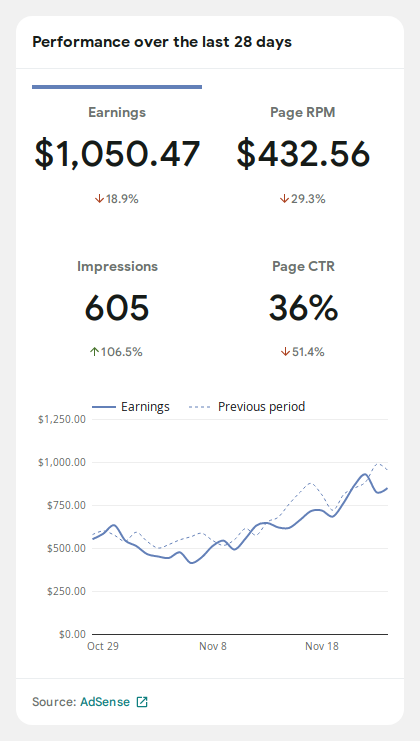 Performance over the last 28 days
Earnings Page RPM
$1,050.47 $432.56
↓18.9% ↓29.3%
Impressions Page CTR
605 36%
↑106.5% ↓51.4%
Earnings Previous period
$1,250.00
$1,000.00
$750.00
$500.00
$250.00
$0.00
Oct 29 Nov 8 Nov 18
Source: AdSense